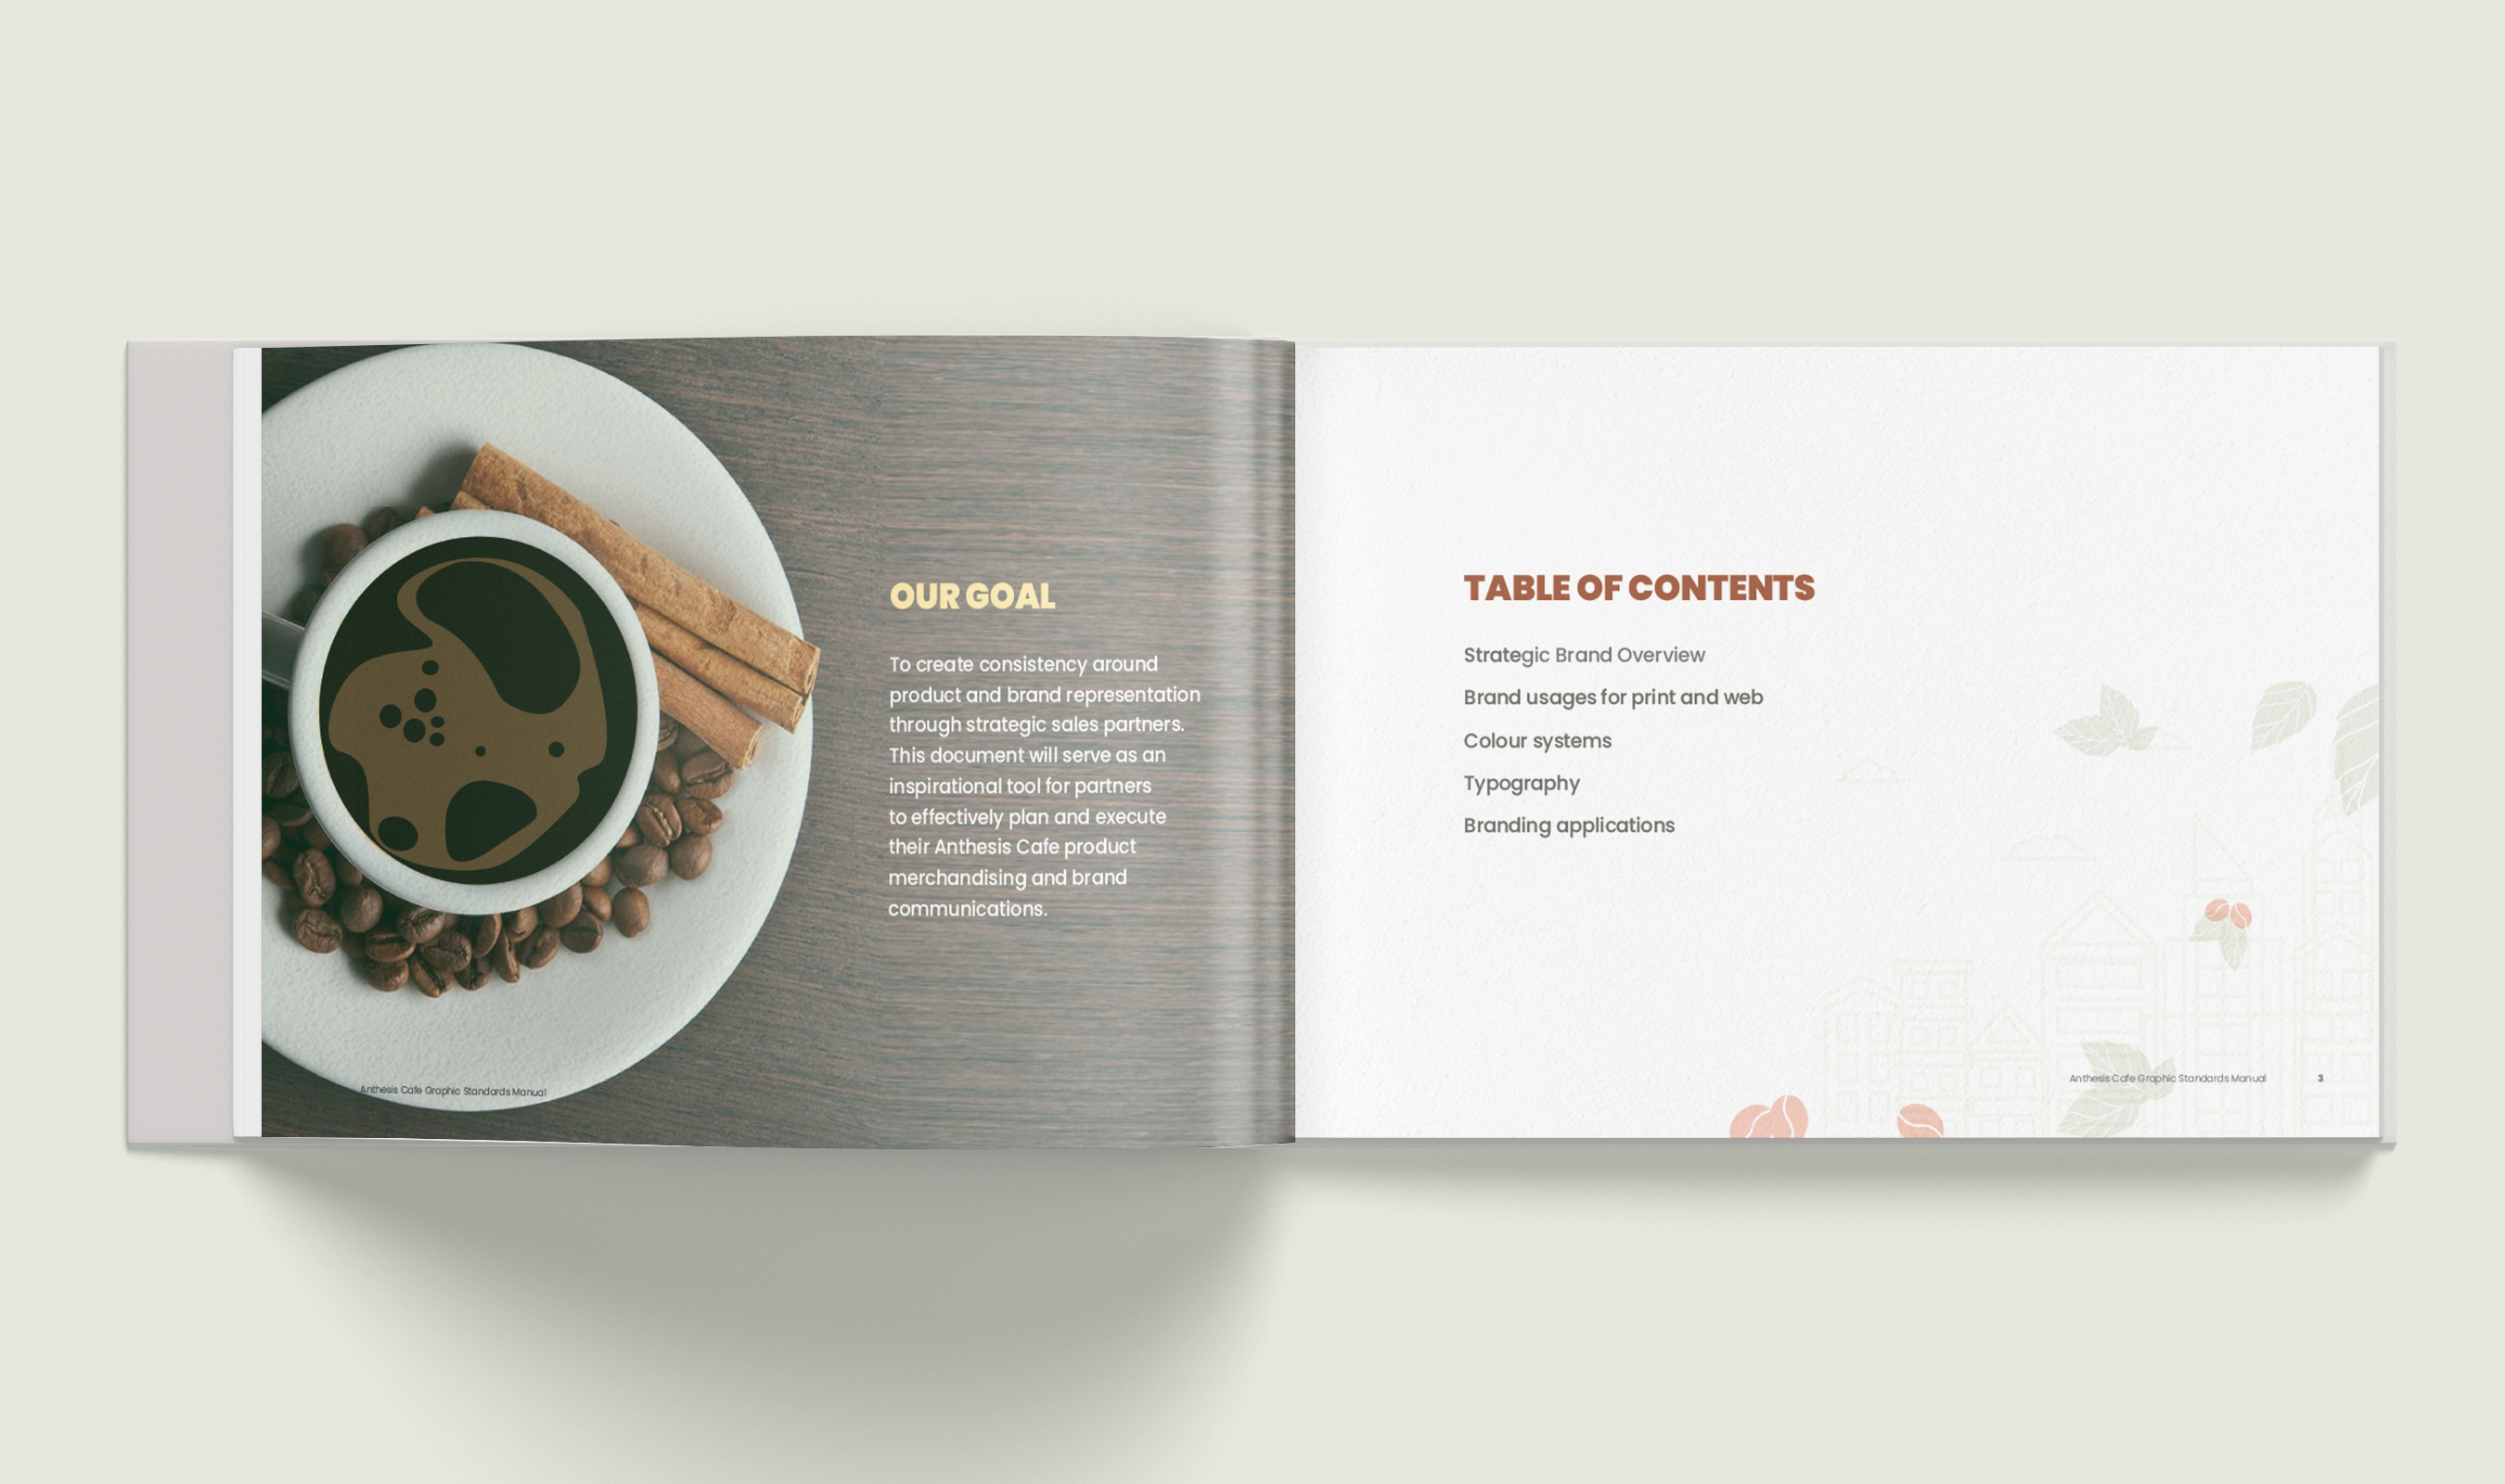 OUR GOAL
To create consistency around
product and brand representation
through strategic sales partners.
This document will serve as an
inspirational tool for partners
to effectively plan and execute
their Anthesis Cafe product
merchandising and brand
communications.
Anthesis Cafe Graphic Standards Manual
TABLE OF CONTENTS
Strategic Brand Overview
Brand usages for print and web
Colour systems
Typography
Branding applications
Anthesis Cafe Graphic Standards Manual 3